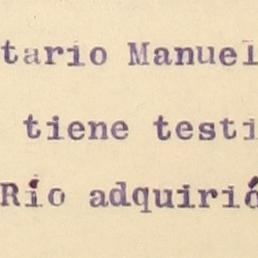 tario Manuel
tiene testi
Río adquirió